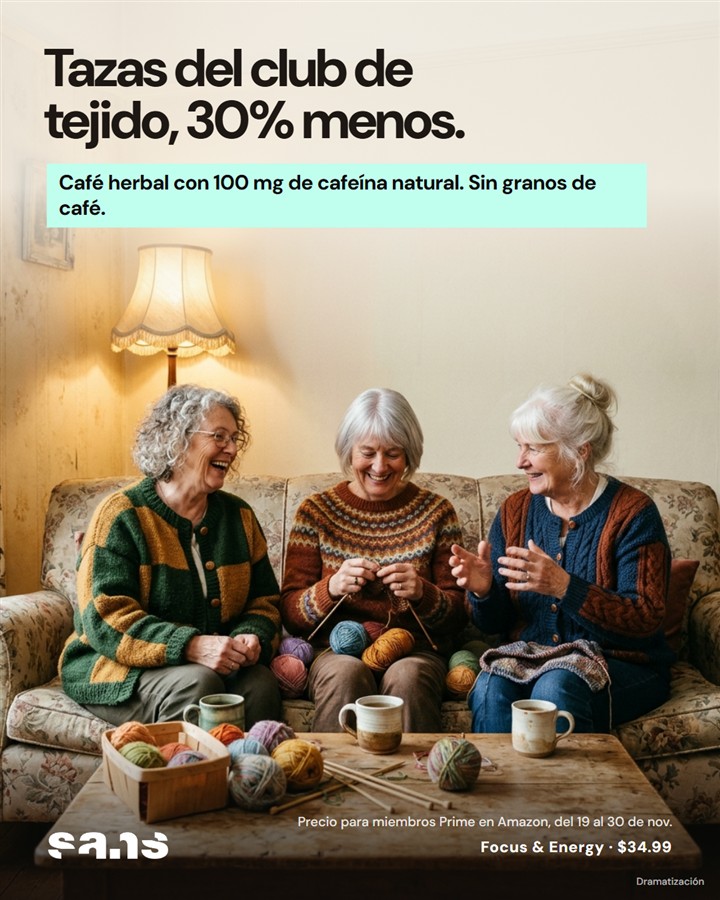 Tazas del club de
tejido, 30% menos.
Café herbal con 100 mg de cafeína natural. Sin granos de
café.
Precio para miembros Prime en Amazon, del 19 al 30 de nov.
sans
Focus & Energy · $34.99
Dramatización